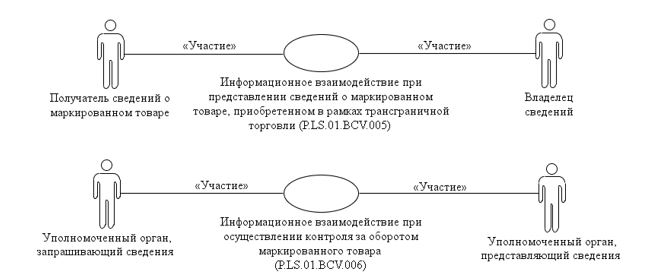 «Участие» «Участие»
Получатель сведений о
маркированном товаре
Информационное взаимодействие при
представлении сведений о маркированном
товаре, приобретенном в рамках трансграничной
торговли (P.LS.01.BCV.005)
Владелец
сведений
«Участие» «Участие»
Уполномоченный орган,
запрашивающий сведения
Информационное взаимодействие при
осуществлении контроля за оборотом
маркированного товара
(P.LS.01.BCV.006)
Уполномоченный орган,
представляющий сведения